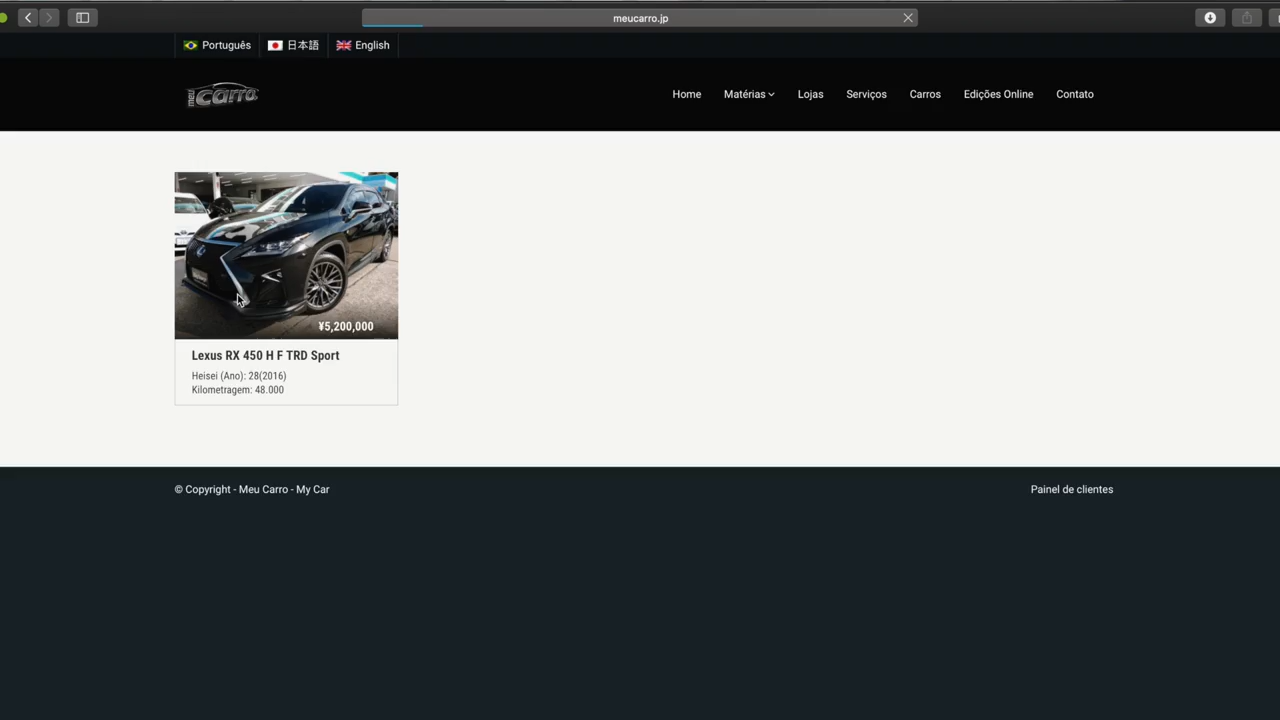 meucarro.jp
Português 日本語 English
meu carro
Home Matérias Lojas Serviços Carros Edições Online Contato
¥5,200,000
Lexus RX 450 H F TRD Sport
Heisei (Ano): 28(2016)
Kilometragem: 48.000
© Copyright - Meu Carro - My Car
Painel de clientes